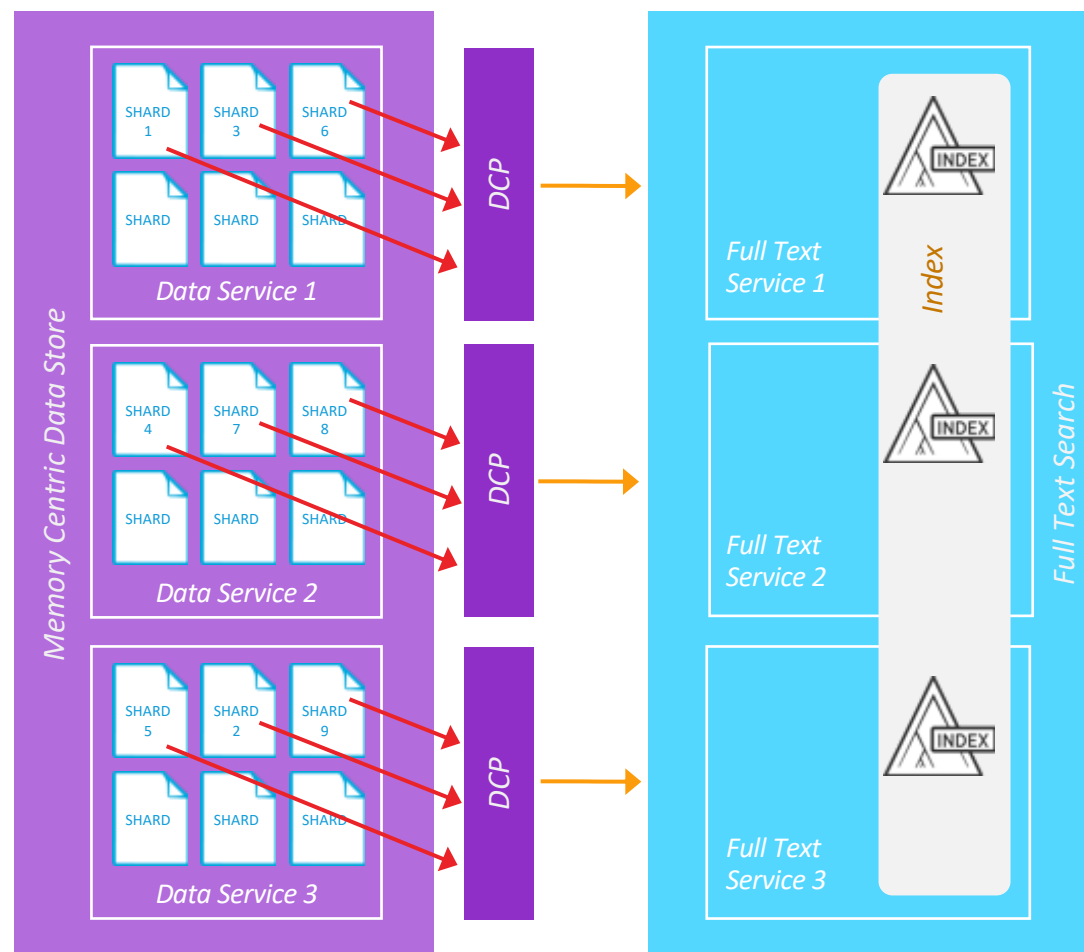 Memory Centric Data Store
SHARD
1
SHARD
3
SHARD
6
SHARD
SHARD
SHARD
Data Service 1
DCP
SHARD
4
SHARD
7
SHARD
8
SHARD
SHARD
SHARD
Data Service 2
DCP
SHARD
5
SHARD
2
SHARD
9
SHARD
SHARD
SHARD
Data Service 3
DCP
Full Text
Service 1
INDEX
Index
Full Text
Service 2
INDEX
Full Text
Service 3
INDEX
Full Text Search